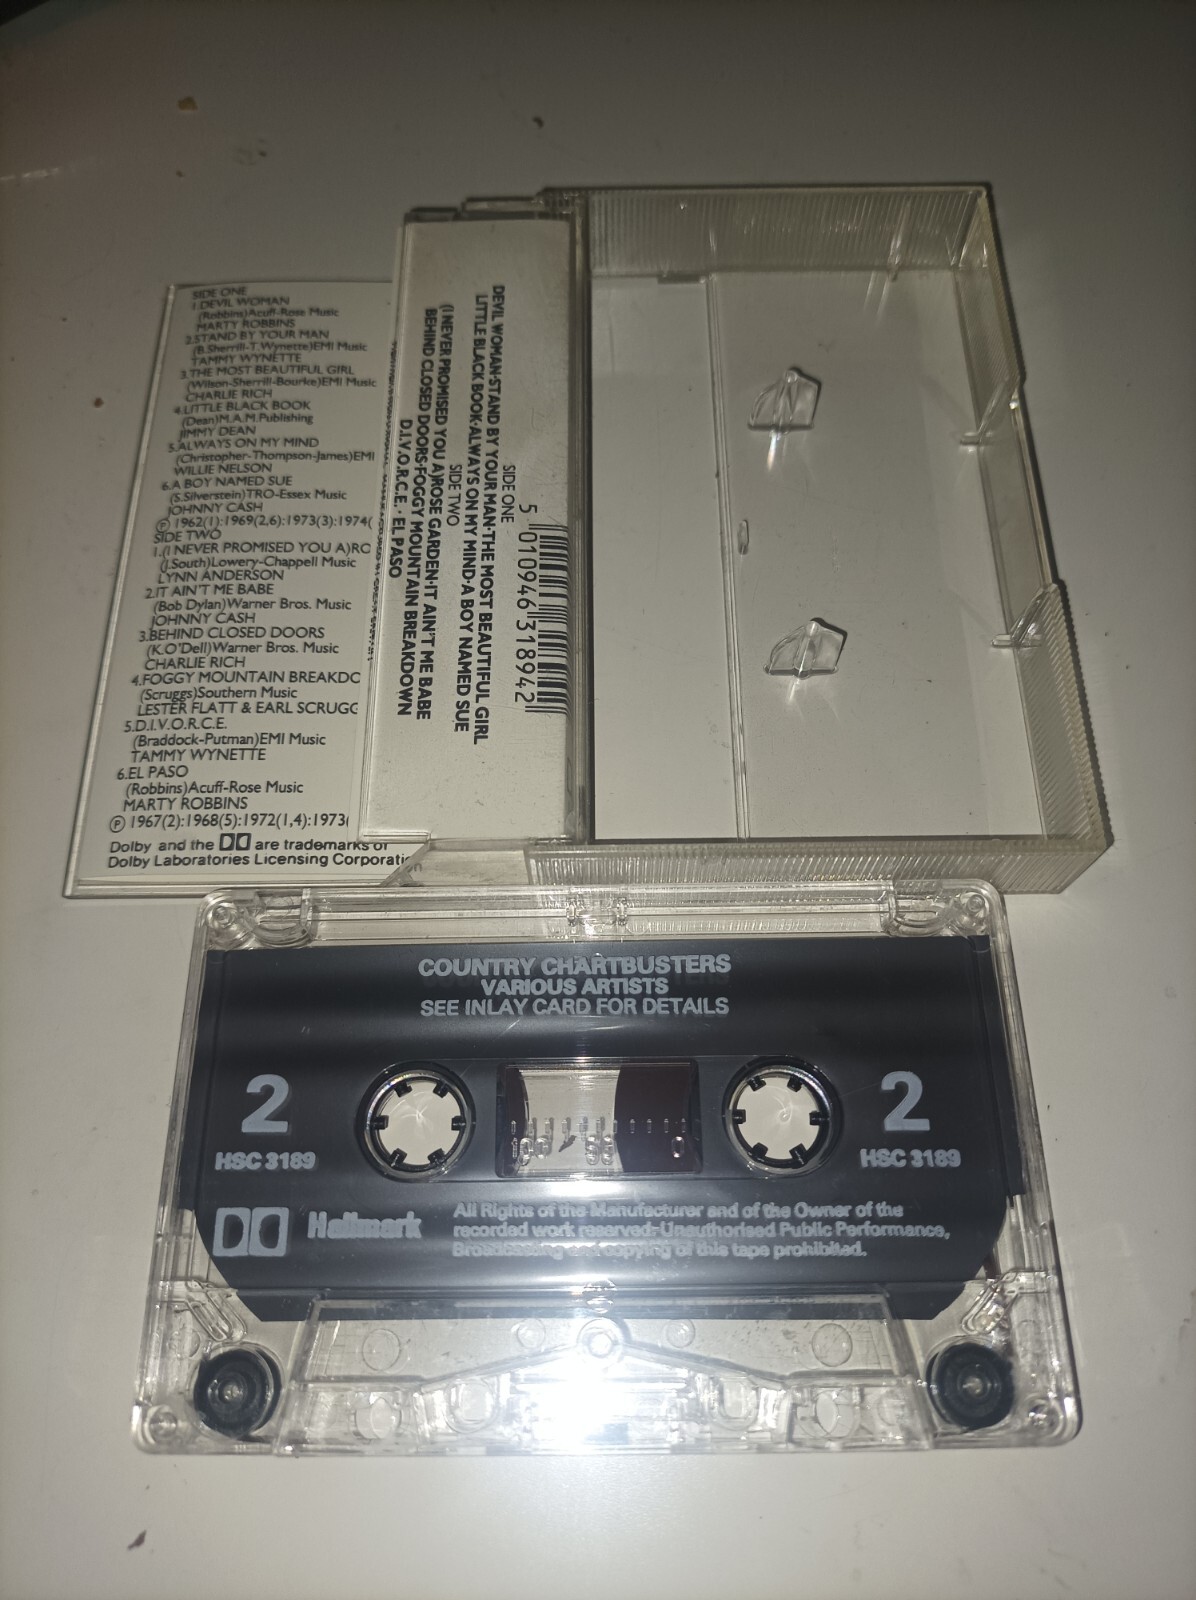 SIDE ONE
1.DEVIL WOMAN
(Robbins)Acuff-Rose Music
MARTY ROBBINS
2.STAND BY YOUR MAN
(B.Sherrill-T.Wynette)EMI Music
TAMMY WYNETTE
3.THE MOST BEAUTIFUL GIRL
(Wilson-Sherrill-Bourke)EMI Music
CHARLIE RICH
4.LITTLE BLACK BOOK
(Dean)M.A.M.Publishing
JIMMY DEAN
5.ALWAYS ON MY MIND
(Christopher-Thompson-James)EMI
WILLIE NELSON
6.A BOY NAMED SUE
(S.Silverstein)TRO-Essex Music
JOHNNY CASH
℗ 1962(1):1969(2,6):1973(3):1974(
SIDE TWO
1.(I NEVER PROMISED YOU A)RO
(J.South)Lowery-Chappell Music
LYNN ANDERSON
2.IT AIN'T ME BABE
(Bob Dylan)Warner Bros. Music
JOHNNY CASH
3.BEHIND CLOSED DOORS
(K.O'Dell)Warner Bros. Music
CHARLIE RICH
4.FOGGY MOUNTAIN BREAKDO
(Scruggs)Southern Music
LESTER FLATT & EARL SCRUGG
5.D.I.V.O.R.C.E.
(Braddock-Putman)EMI Music
TAMMY WYNETTE
6.EL PASO
(Robbins)Acuff-Rose Music
MARTY ROBBINS
℗ 1967(2):1968(5):1972(1,4):1973(
Dolby and the DD are trademarks of
Dolby Laboratories Licensing Corporatio
5 010946 318942
SIDE ONE
DEVIL WOMAN·STAND BY YOUR MAN·THE MOST BEAUTIFUL GIRL
LITTLE BLACK BOOK·ALWAYS ON MY MIND·A BOY NAMED SUE
SIDE TWO
(I NEVER PROMISED YOU A)ROSE GARDEN·IT AIN'T ME BABE
BEHIND CLOSED DOORS·FOGGY MOUNTAIN BREAKDOWN
D.I.V.O.R.C.E. · EL PASO
COUNTRY CHARTBUSTERS
VARIOUS ARTISTS
SEE INLAY CARD FOR DETAILS
2 2
HSC 3189 HSC 3189
0
Hallmark
All Rights of the Manufacturer and of the Owner of the
recorded work reserved-Unauthorised Public Performance,
Broadcasting and copying of this tape prohibited.